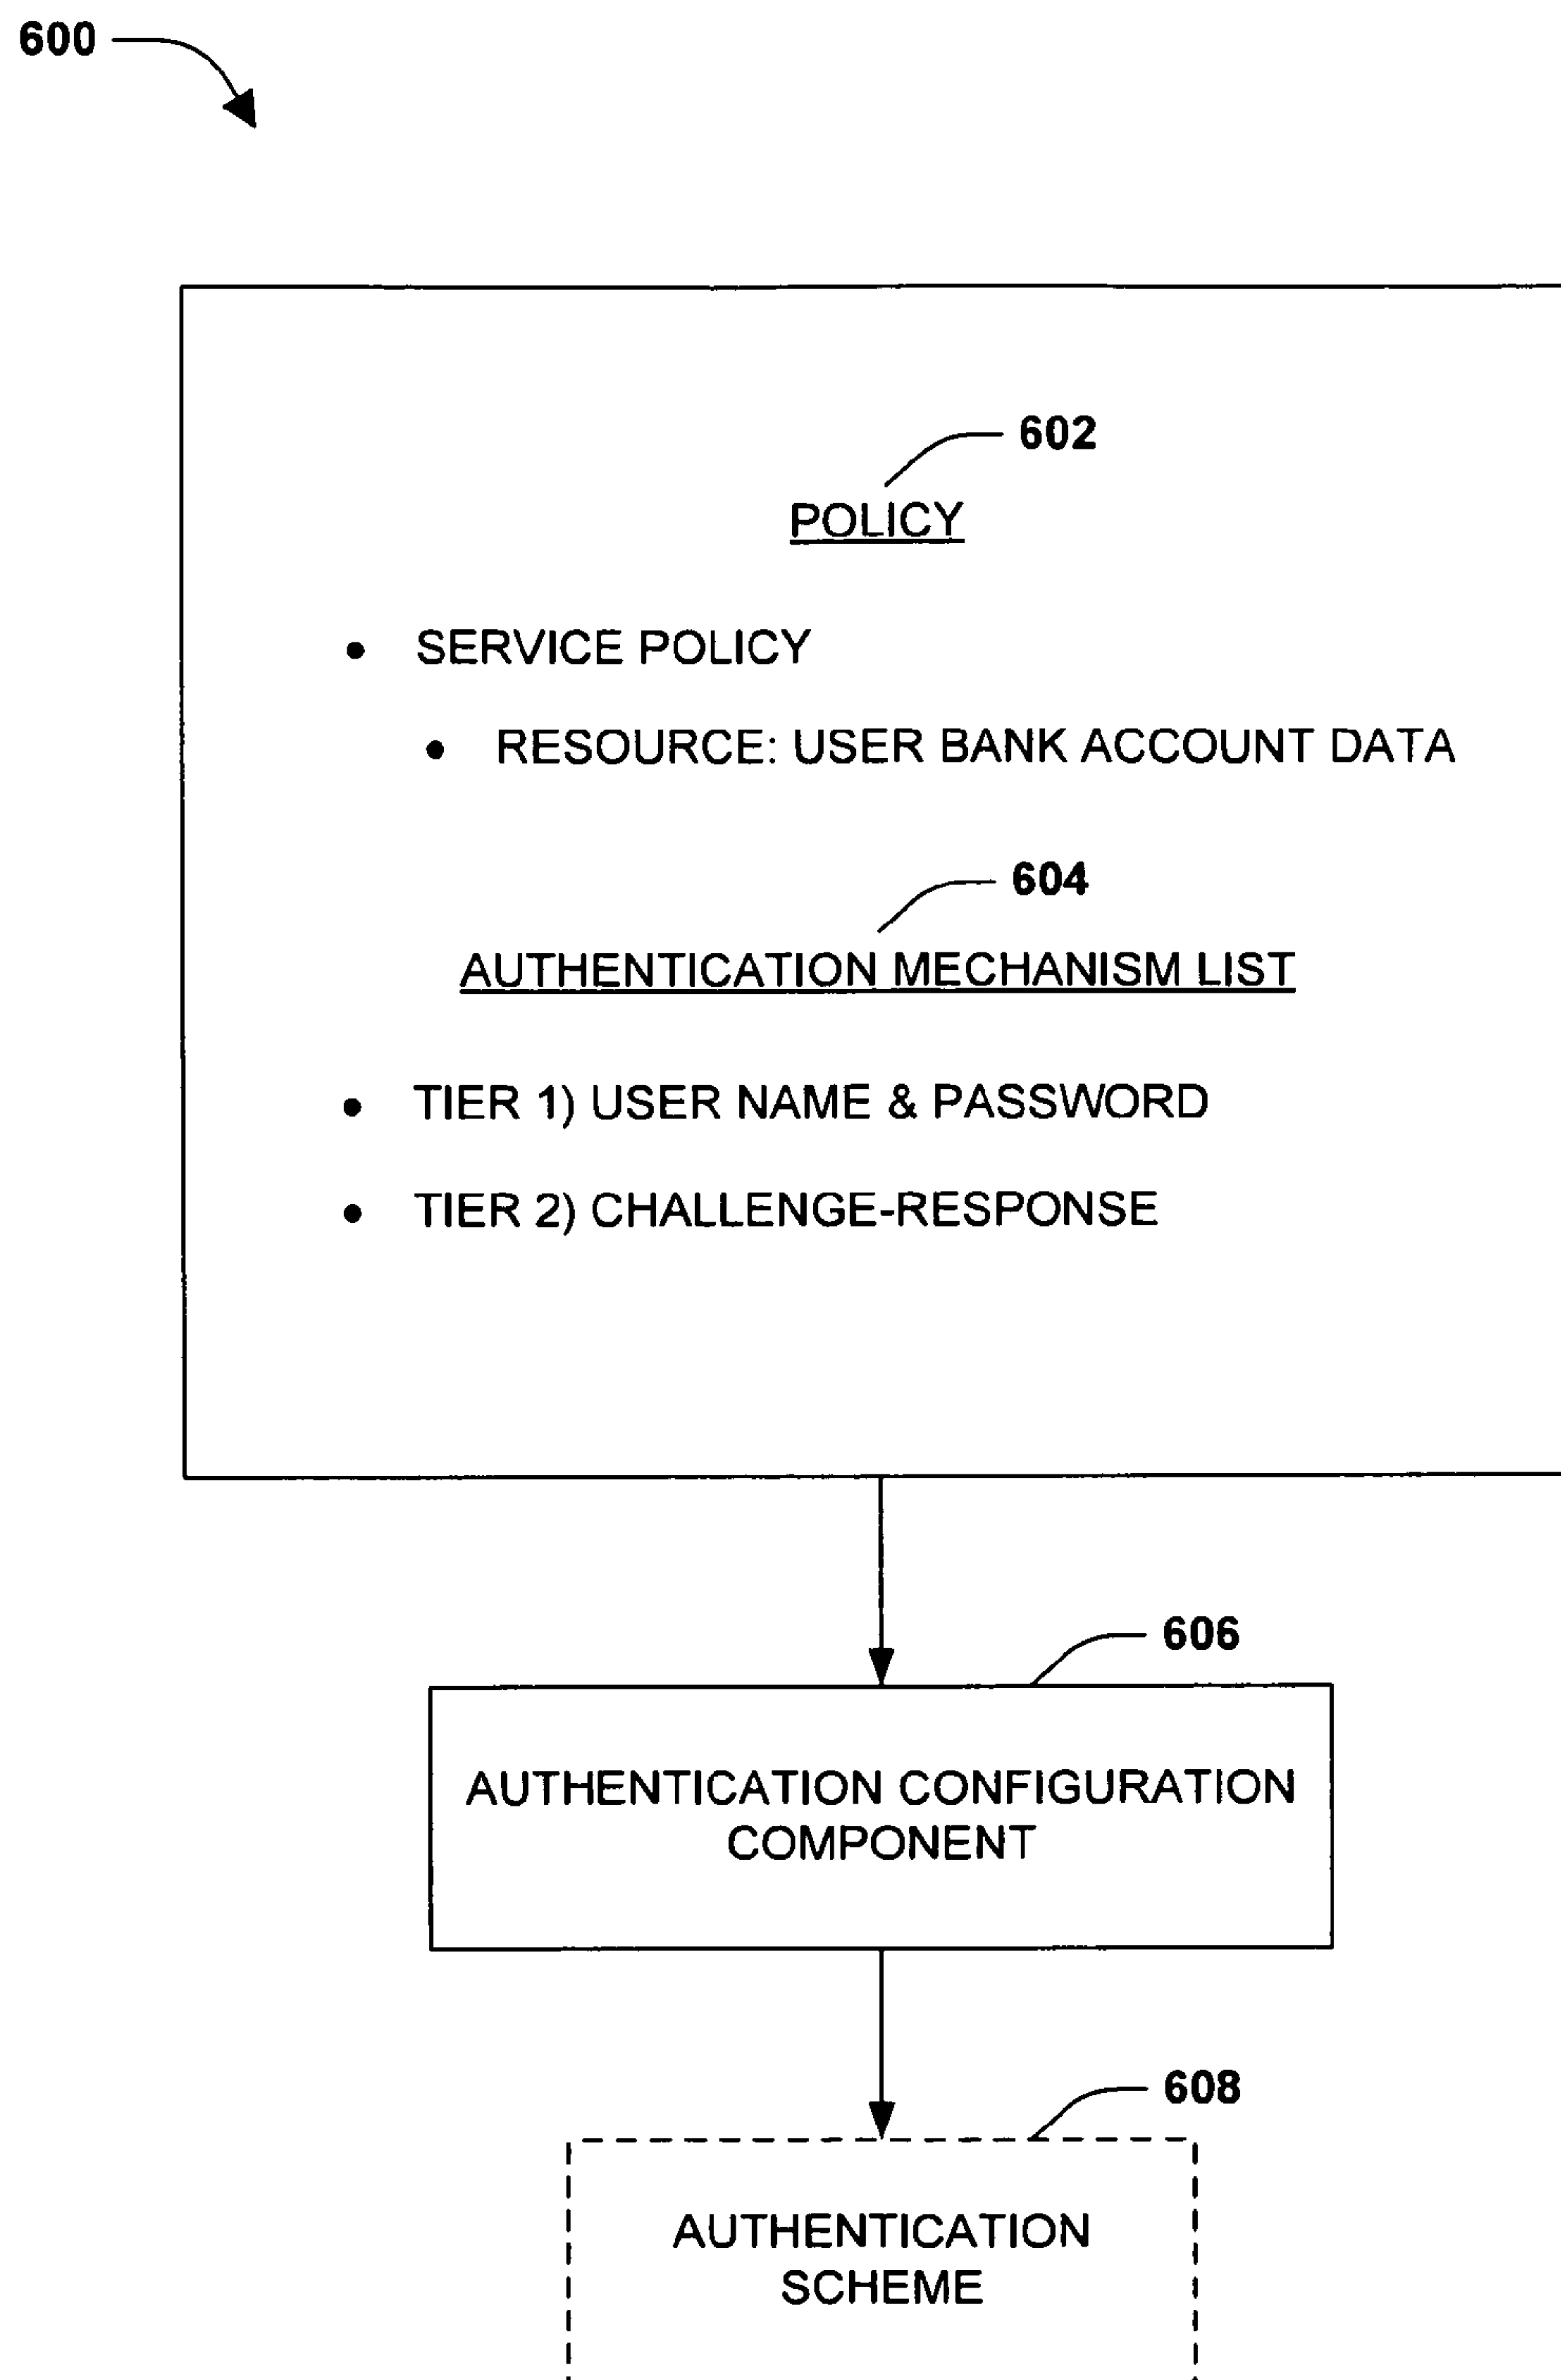 600
602
POLICY
• SERVICE POLICY
• RESOURCE: USER BANK ACCOUNT DATA
604
AUTHENTICATION MECHANISM LIST
• TIER 1) USER NAME & PASSWORD
• TIER 2) CHALLENGE-RESPONSE
606
AUTHENTICATION CONFIGURATION
COMPONENT
608
AUTHENTICATION
SCHEME